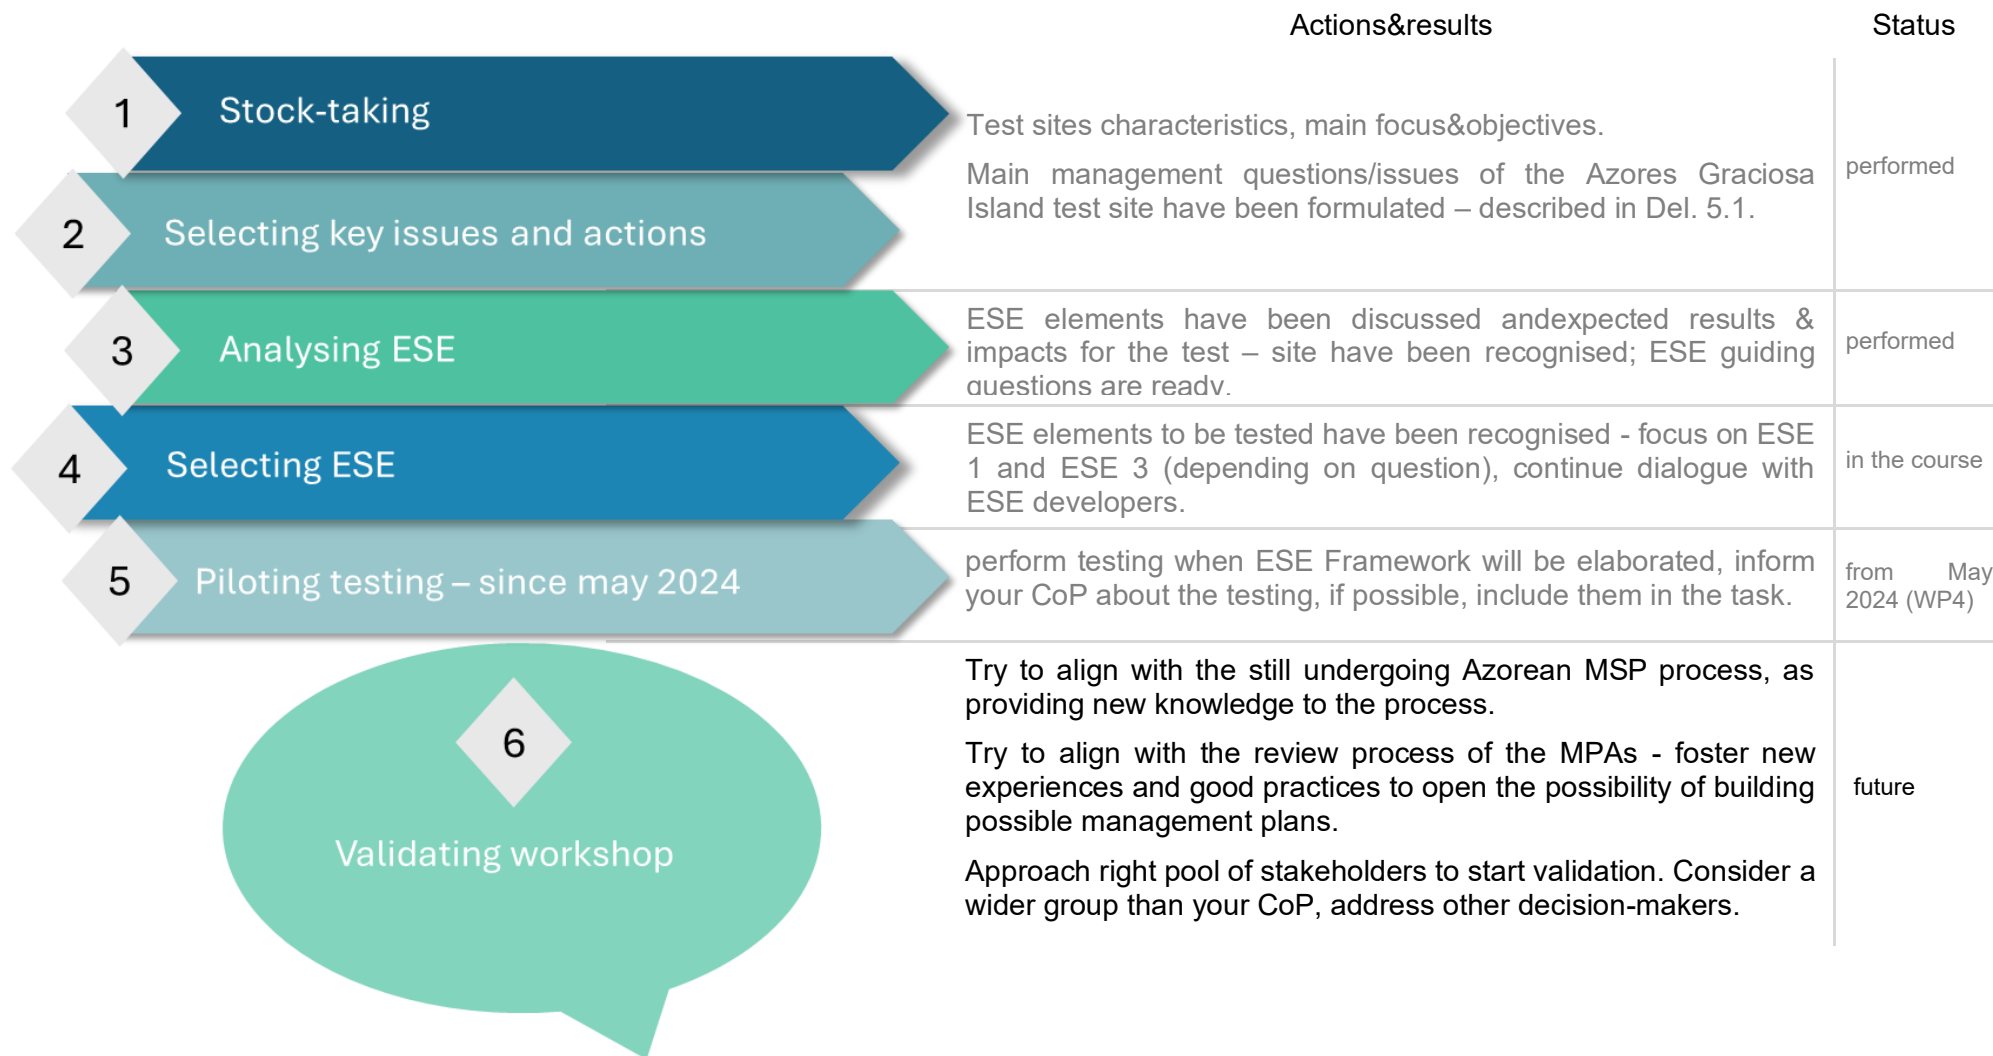 Actions&results
Status
1
Stock-taking
Test sites characteristics, main focus&objectives.
Main management questions/issues of the Azores Graciosa
Island test site have been formulated – described in Del. 5.1.
performed
2
Selecting key issues and actions
3
Analysing ESE
ESE elements have been discussed andexpected results &
impacts for the test – site have been recognised; ESE guiding
questions are ready.
performed
4
Selecting ESE
ESE elements to be tested have been recognised - focus on ESE
1 and ESE 3 (depending on question), continue dialogue with
ESE developers.
in the course
5
Piloting testing – since may 2024
perform testing when ESE Framework will be elaborated, inform
your CoP about the testing, if possible, include them in the task.
from May
2024 (WP4)
6
Validating workshop
Try to align with the still undergoing Azorean MSP process, as
providing new knowledge to the process.
Try to align with the review process of the MPAs - foster new
experiences and good practices to open the possibility of building
possible management plans.
Approach right pool of stakeholders to start validation. Consider a
wider group than your CoP, address other decision-makers.
future